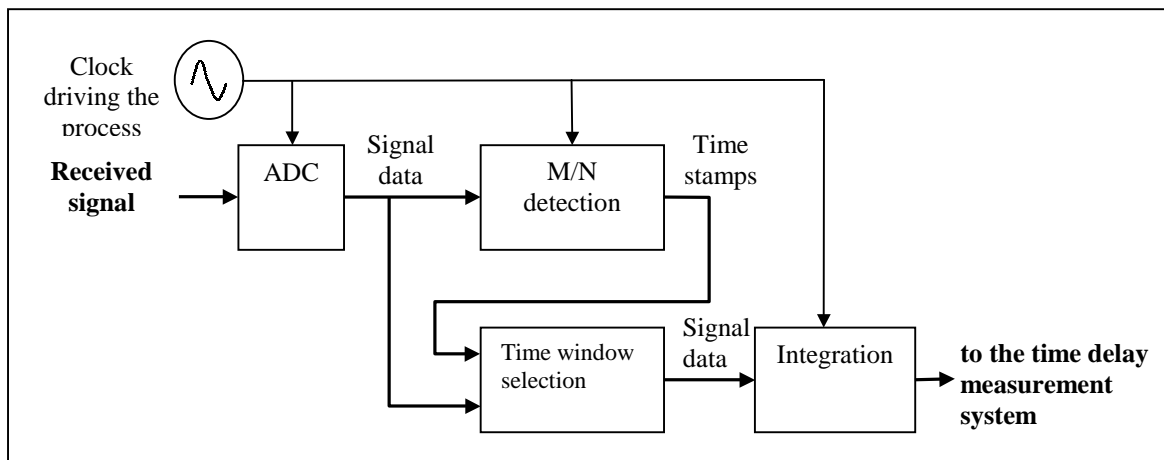 Clock
driving the
process
Received
signal
ADC
Signal
data
M/N
detection
Time
stamps
Time window
selection
Signal
data
Integration
to the time delay
measurement
system